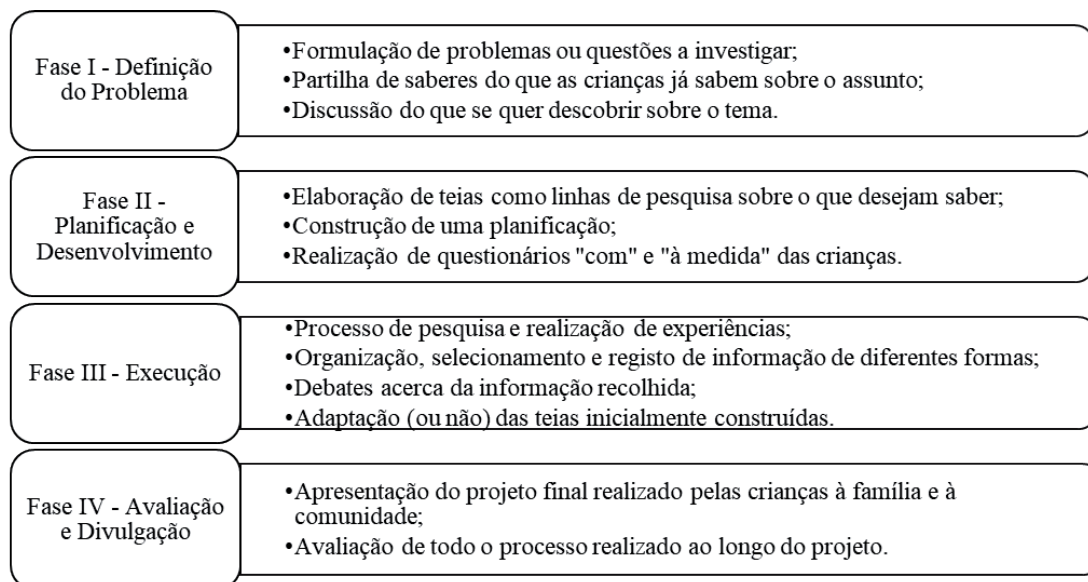 Fase I - Definição
do Problema
•Formulação de problemas ou questões a investigar;
•Partilha de saberes do que as crianças já sabem sobre o assunto;
•Discussão do que se quer descobrir sobre o tema.
Fase II -
Planificação e
Desenvolvimento
•Elaboração de teias como linhas de pesquisa sobre o que desejam saber;
•Construção de uma planificação;
•Realização de questionários "com" e "à medida" das crianças.
Fase III - Execução
•Processo de pesquisa e realização de experiências;
•Organização, selecionamento e registo de informação de diferentes formas;
•Debates acerca da informação recolhida;
•Adaptação (ou não) das teias inicialmente construídas.
Fase IV - Avaliação
e Divulgação
•Apresentação do projeto final realizado pelas crianças à família e à
comunidade;
•Avaliação de todo o processo realizado ao longo do projeto.